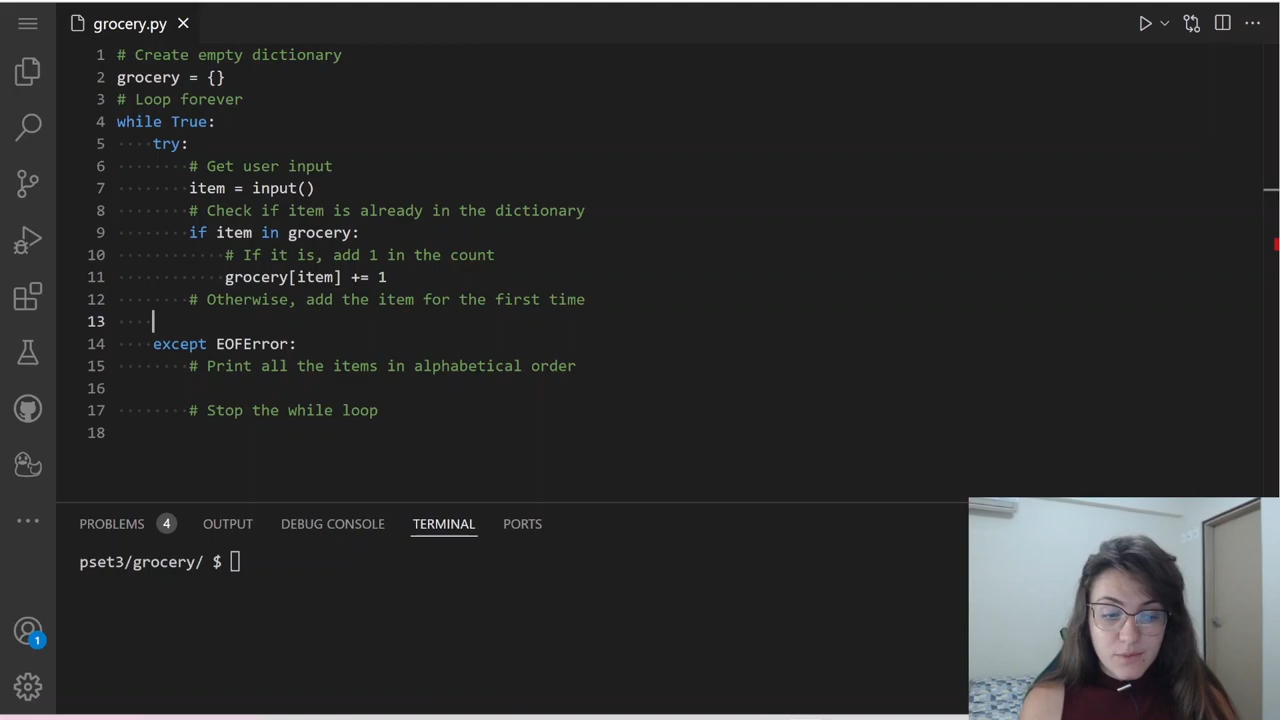 grocery.py
1 # Create empty dictionary
2 grocery = {}
3 # Loop forever
4 while True:
5 try:
6 # Get user input
7 item = input()
8 # Check if item is already in the dictionary
9 if item in grocery:
10 # If it is, add 1 in the count
11 grocery[item] += 1
12 # Otherwise, add the item for the first time
13
14 except EOFError:
15 # Print all the items in alphabetical order
16
17 # Stop the while loop
18
PROBLEMS 4 OUTPUT DEBUG CONSOLE TERMINAL PORTS
pset3/grocery/ $
1